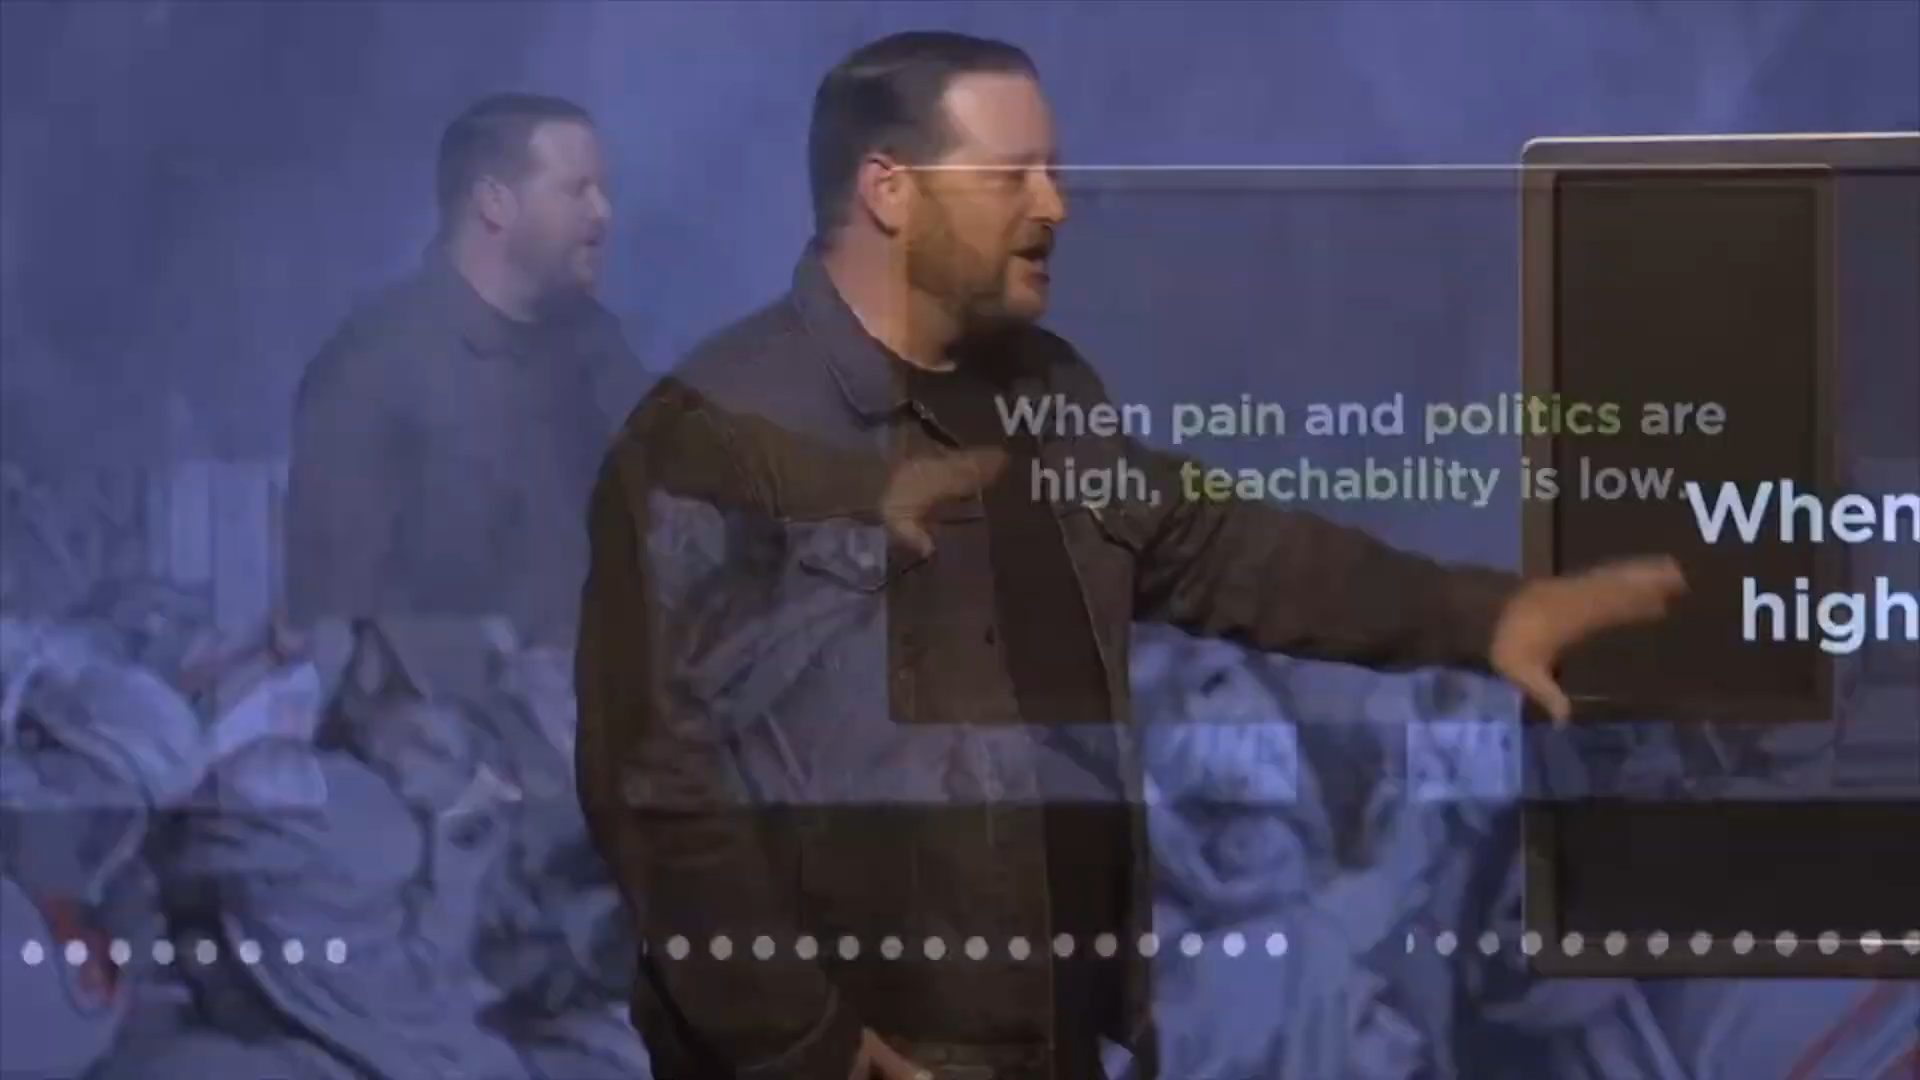 When pain and politics are
high, teachability is low.
When
high